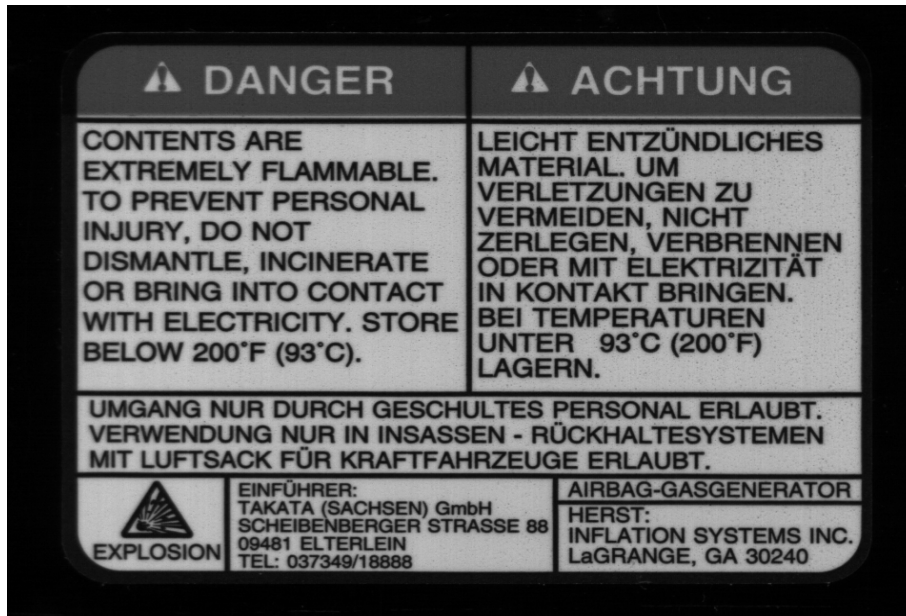 DANGER
CONTENTS ARE
EXTREMELY FLAMMABLE.
TO PREVENT PERSONAL
INJURY, DO NOT
DISMANTLE, INCINERATE
OR BRING INTO CONTACT
WITH ELECTRICITY. STORE
BELOW 200°F (93°C).
ACHTUNG
LEICHT ENTZÜNDLICHES
MATERIAL. UM
VERLETZUNGEN ZU
VERMEIDEN, NICHT
ZERLEGEN, VERBRENNEN
ODER MIT ELEKTRIZITÄT
IN KONTAKT BRINGEN.
BEI TEMPERATUREN
UNTER 93°C (200°F)
LAGERN.
UMGANG NUR DURCH GESCHULTES PERSONAL ERLAUBT.
VERWENDUNG NUR IN INSASSEN - RÜCKHALTESYSTEMEN
MIT LUFTSACK FÜR KRAFTFAHRZEUGE ERLAUBT.
EXPLOSION
EINFÜHRER:
TAKATA (SACHSEN) GmbH
SCHEIBENBERGER STRASSE 88
09481 ELTERLEIN
TEL: 037349/18888
AIRBAG-GASGENERATOR
HERST:
INFLATION SYSTEMS INC.
LaGRANGE, GA 30240